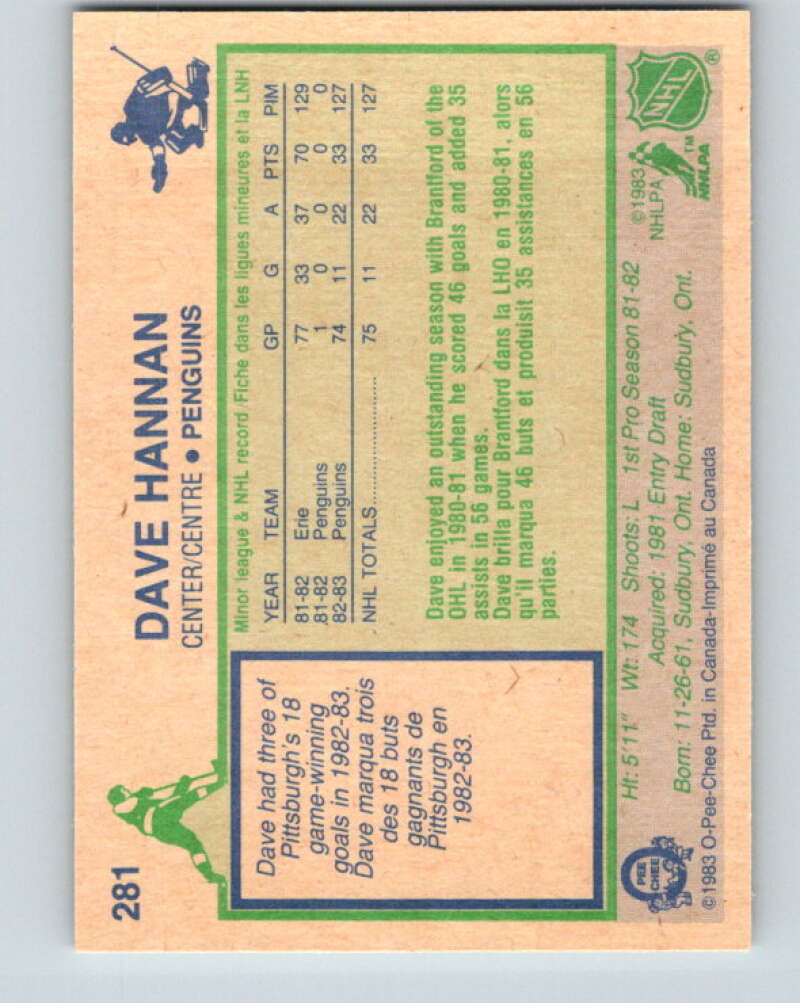 281
DAVE HANNAN
CENTER/CENTRE • PENGUINS
Dave had three of
Pittsburgh's 18
game-winning
goals in 1982-83.
Dave marqua trois
des 18 buts
gagnants de
Pittsburgh en
1982-83.
Minor league & NHL record Fiche dans les ligues mineures et la LNH
YEAR TEAM GP G A PTS PIM
81-82 Erie 77 33 37 70 129
81-82 Penguins 1 0 0 0 0
82-83 Penguins 74 11 22 33 127
NHL TOTALS 75 11 22 33 127
Dave enjoyed an outstanding season with Brantford of the
OHL in 1980-81 when he scored 46 goals and added 35
assists in 56 games.
Dave brilla pour Brantford dans la LHO en 1980-81, alors
qu'il marqua 46 buts et produisit 35 assistances en 56
parties.
Ht: 5'11" Wt: 174 Shoots: L 1st Pro Season 81-82
Acquired: 1981 Entry Draft
Born: 11-26-61, Sudbury, Ont. Home: Sudbury, Ont.
©1983 O-Pee-Chee Ptd. in Canada-Imprimé au Canada
O
PEE
CHEE
©1983
NHLPA
NHL
®
TM
NHLPA